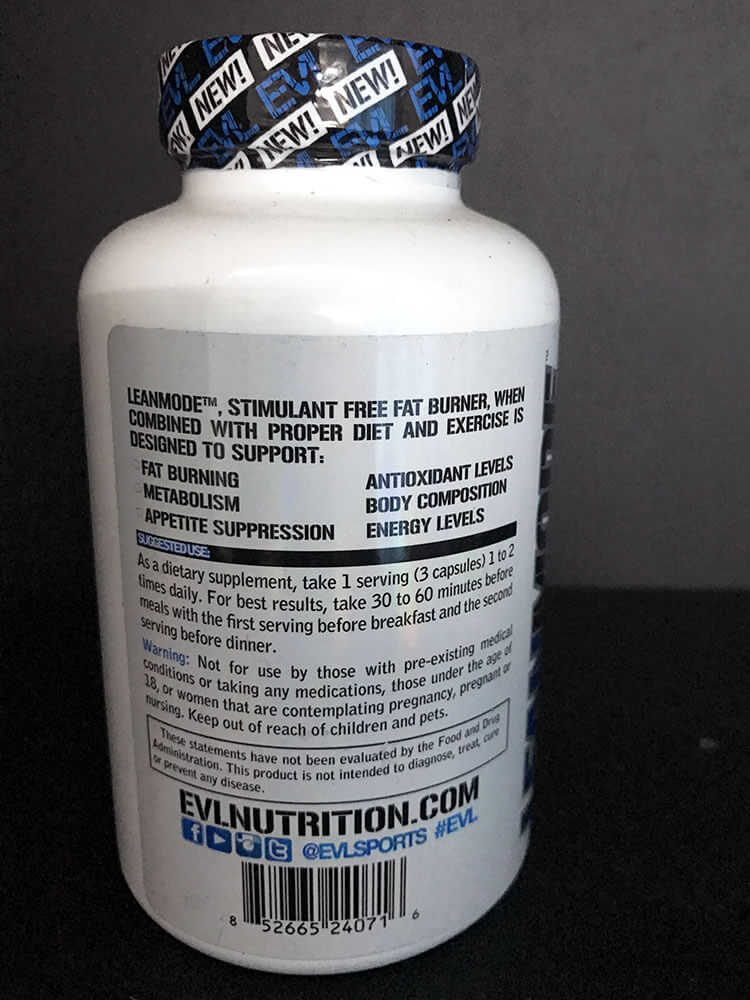 NEW!
EVL
NEW!
EVL
NEW!
EVL
NEW!
LEANMODE™, STIMULANT FREE FAT BURNER, WHEN
COMBINED WITH PROPER DIET AND EXERCISE IS
DESIGNED TO SUPPORT:
FAT BURNING ANTIOXIDANT LEVELS
METABOLISM BODY COMPOSITION
APPETITE SUPPRESSION ENERGY LEVELS
SUGGESTED USE:
As a dietary supplement, take 1 serving (3 capsules) 1 to 2
times daily. For best results, take 30 to 60 minutes before
meals with the first serving before breakfast and the second
serving before dinner.
Warning: Not for use by those with pre-existing medical
conditions or taking any medications, those under the age of
18, or women that are contemplating pregnancy, pregnant or
nursing. Keep out of reach of children and pets.
These statements have not been evaluated by the Food and Drug
Administration. This product is not intended to diagnose, treat, cure
or prevent any disease.
EVLNUTRITION.COM
@EVLSPORTS #EVL
8 52665 24071 6